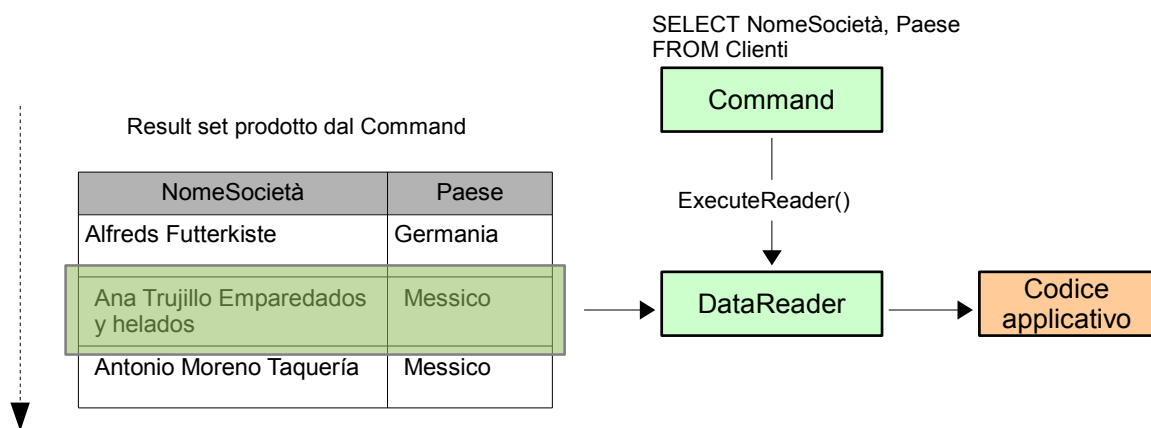 SELECT NomeSocietà, Paese
FROM Clienti
Command
Result set prodotto dal Command
NomeSocietà Paese
Alfreds Futterkiste Germania
Ana Trujillo Emparedados
y helados
Messico
Antonio Moreno Taquería Messico
ExecuteReader()
DataReader
Codice
applicativo